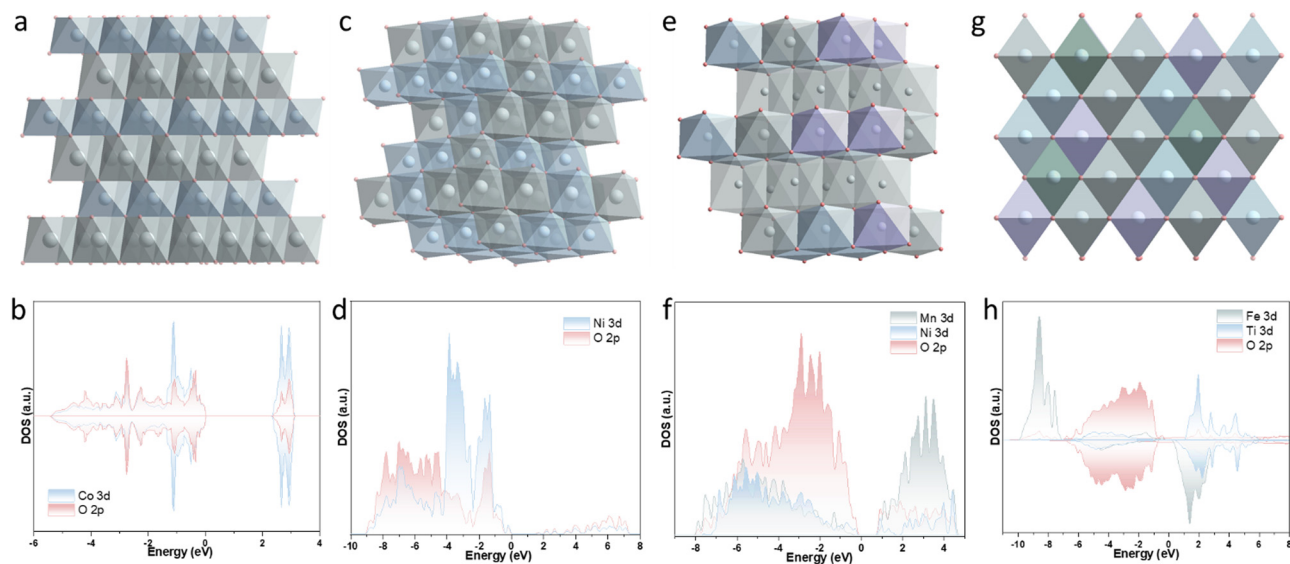 a
c
e
g
b
DOS (a.u.)
Co 3d
O 2p
-6 -4 -2 0 2 4
Energy (eV)
d
DOS (a.u.)
Ni 3d
O 2p
-10 -8 -6 -4 -2 0 2 4 6 8
Energy (eV)
f
DOS (a.u.)
Mn 3d
Ni 3d
O 2p
-8 -6 -4 -2 0 2 4
Energy (eV)
h
DOS (a.u.)
Fe 3d
Ti 3d
O 2p
-10 -8 -6 -4 -2 0 2 4 6 8
Energy (eV)